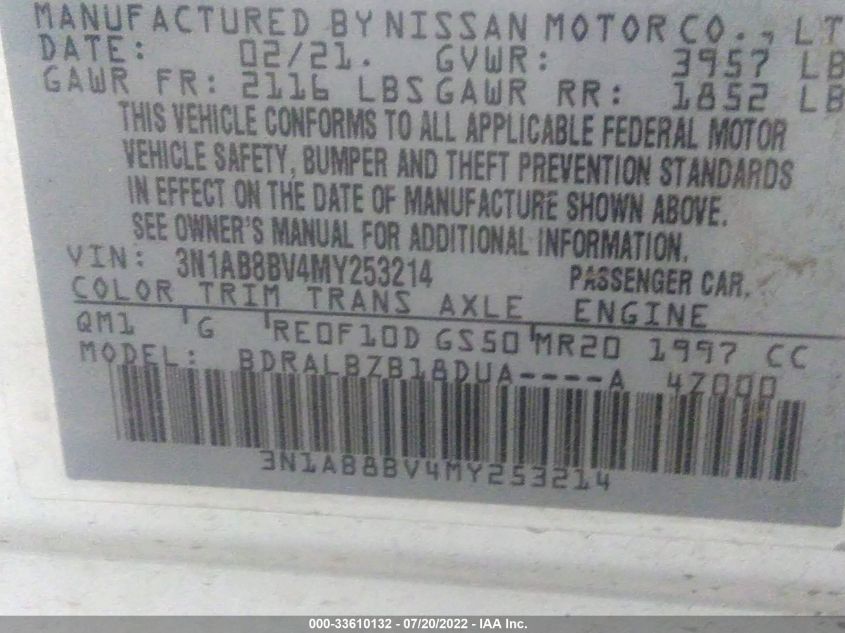 MANUFACTURED BY NISSAN MOTOR CO., LT
DATE: 02/21. GVWR: 3957 LB
GAWR FR: 2116 LBS GAWR RR: 1852 LB
THIS VEHICLE CONFORMS TO ALL APPLICABLE FEDERAL MOTOR
VEHICLE SAFETY, BUMPER AND THEFT PREVENTION STANDARDS
IN EFFECT ON THE DATE OF MANUFACTURE SHOWN ABOVE.
SEE OWNER'S MANUAL FOR ADDITIONAL INFORMATION.
VIN: 3N1AB8BV4MY253214 PASSENGER CAR.
COLOR TRIM TRANS AXLE ENGINE
QM1 G RE0F10D GS50 MR20 1997 CC
MODEL: BDRALBZB18DUA----A 4Z000
3N1AB8BV4MY253214
000-33610132 - 07/20/2022 - IAA Inc.